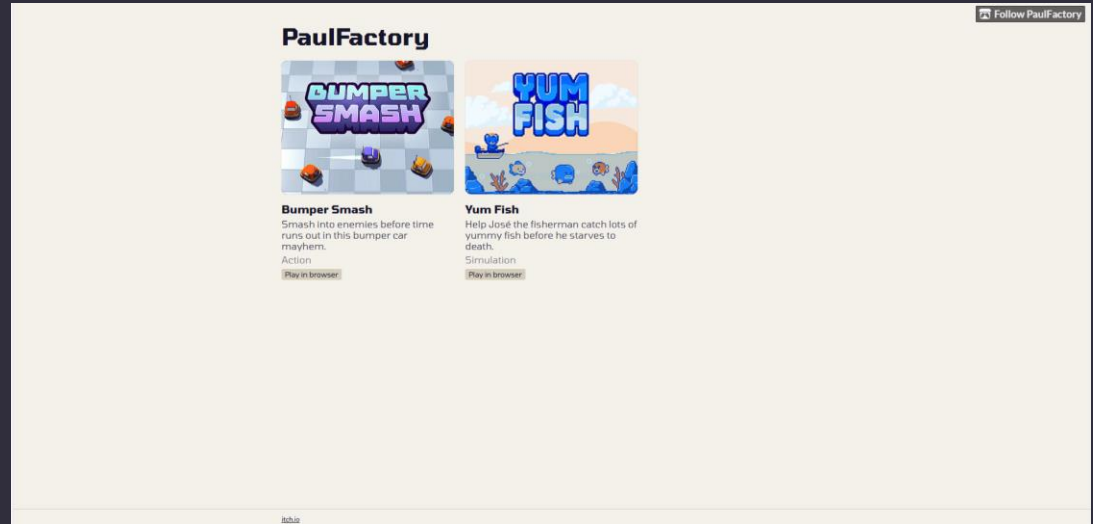 Follow PaulFactory
PaulFactory
BUMPER
SMASH
YUM
FISH
Bumper Smash
Smash into enemies before time
runs out in this bumper car
mayhem.
Action
Play in browser
Yum Fish
Help José the fisherman catch lots of
yummy fish before he starves to
death.
Simulation
Play in browser
itch.io